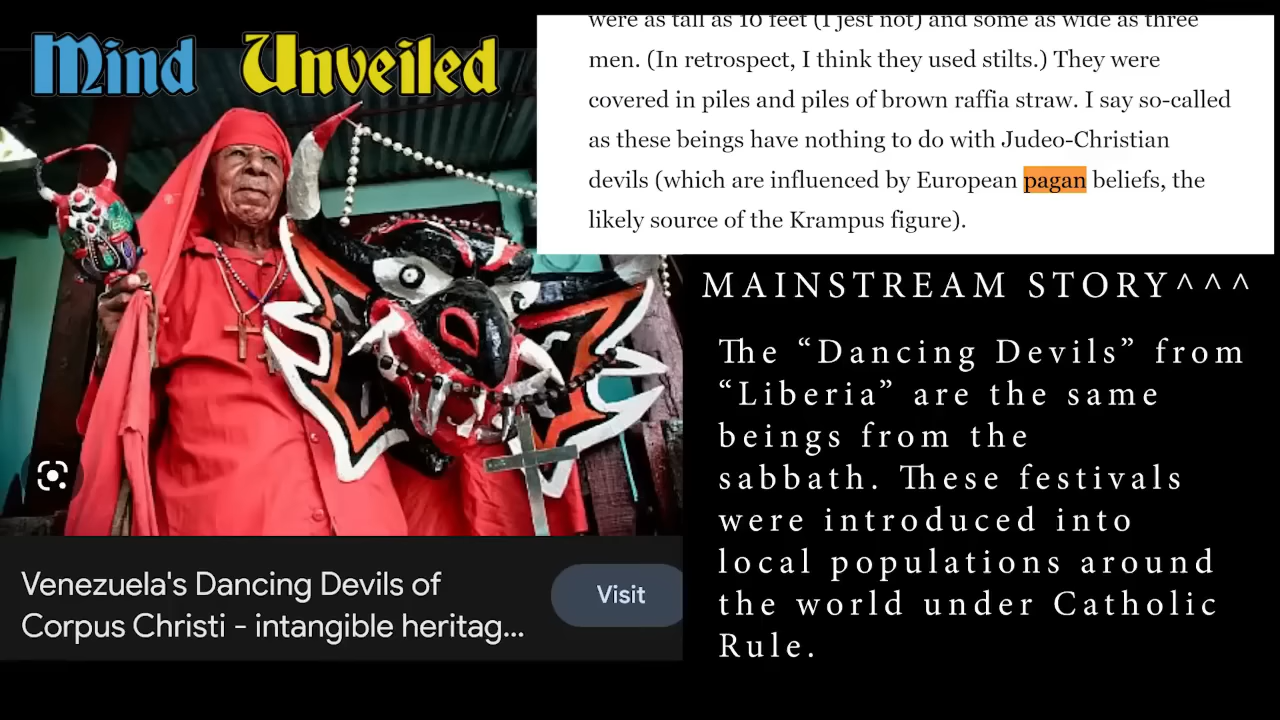 Mind Unveiled
were as tall as 10 feet (I jest not) and some as wide as three
men. (In retrospect, I think they used stilts.) They were
covered in piles and piles of brown raffia straw. I say so-called
as these beings have nothing to do with Judeo-Christian
devils (which are influenced by European pagan beliefs, the
likely source of the Krampus figure).
MAINSTREAM STORY^^^
The “Dancing Devils” from
“Liberia” are the same
beings from the
sabbath. These festivals
were introduced into
local populations around
the world under Catholic
Rule.
Venezuela's Dancing Devils of
Corpus Christi - intangible heritag...
Visit